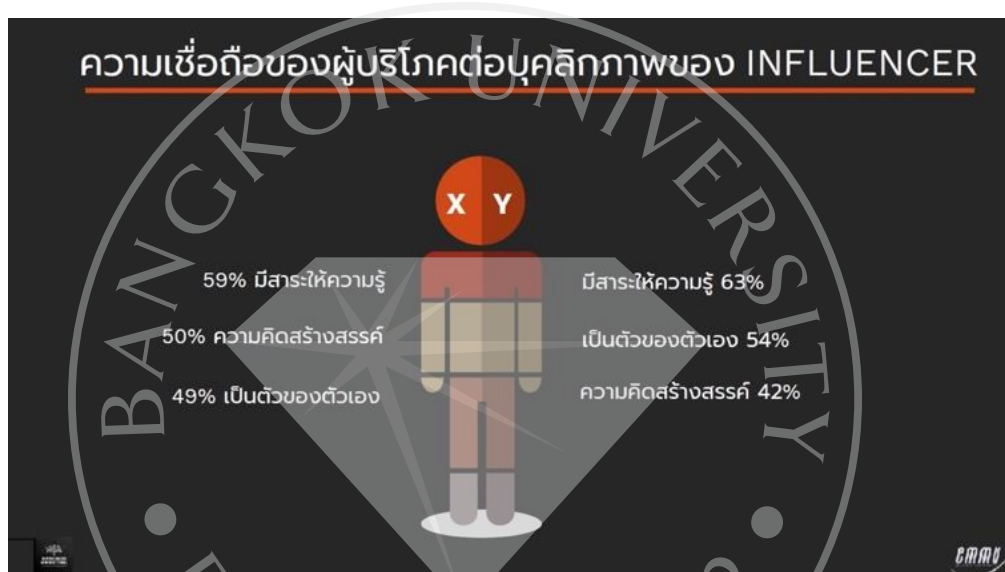 ความเชื่อถือของผู้บริโภคต่อบุคลิกภาพของ INFLUENCER
BANGKOK UNIVERSITY
X Y
59% มีสาระให้ความรู้
50% ความคิดสร้างสรรค์
49% เป็นตัวของตัวเอง
มีสาระให้ความรู้ 63%
เป็นตัวของตัวเอง 54%
ความคิดสร้างสรรค์ 42%